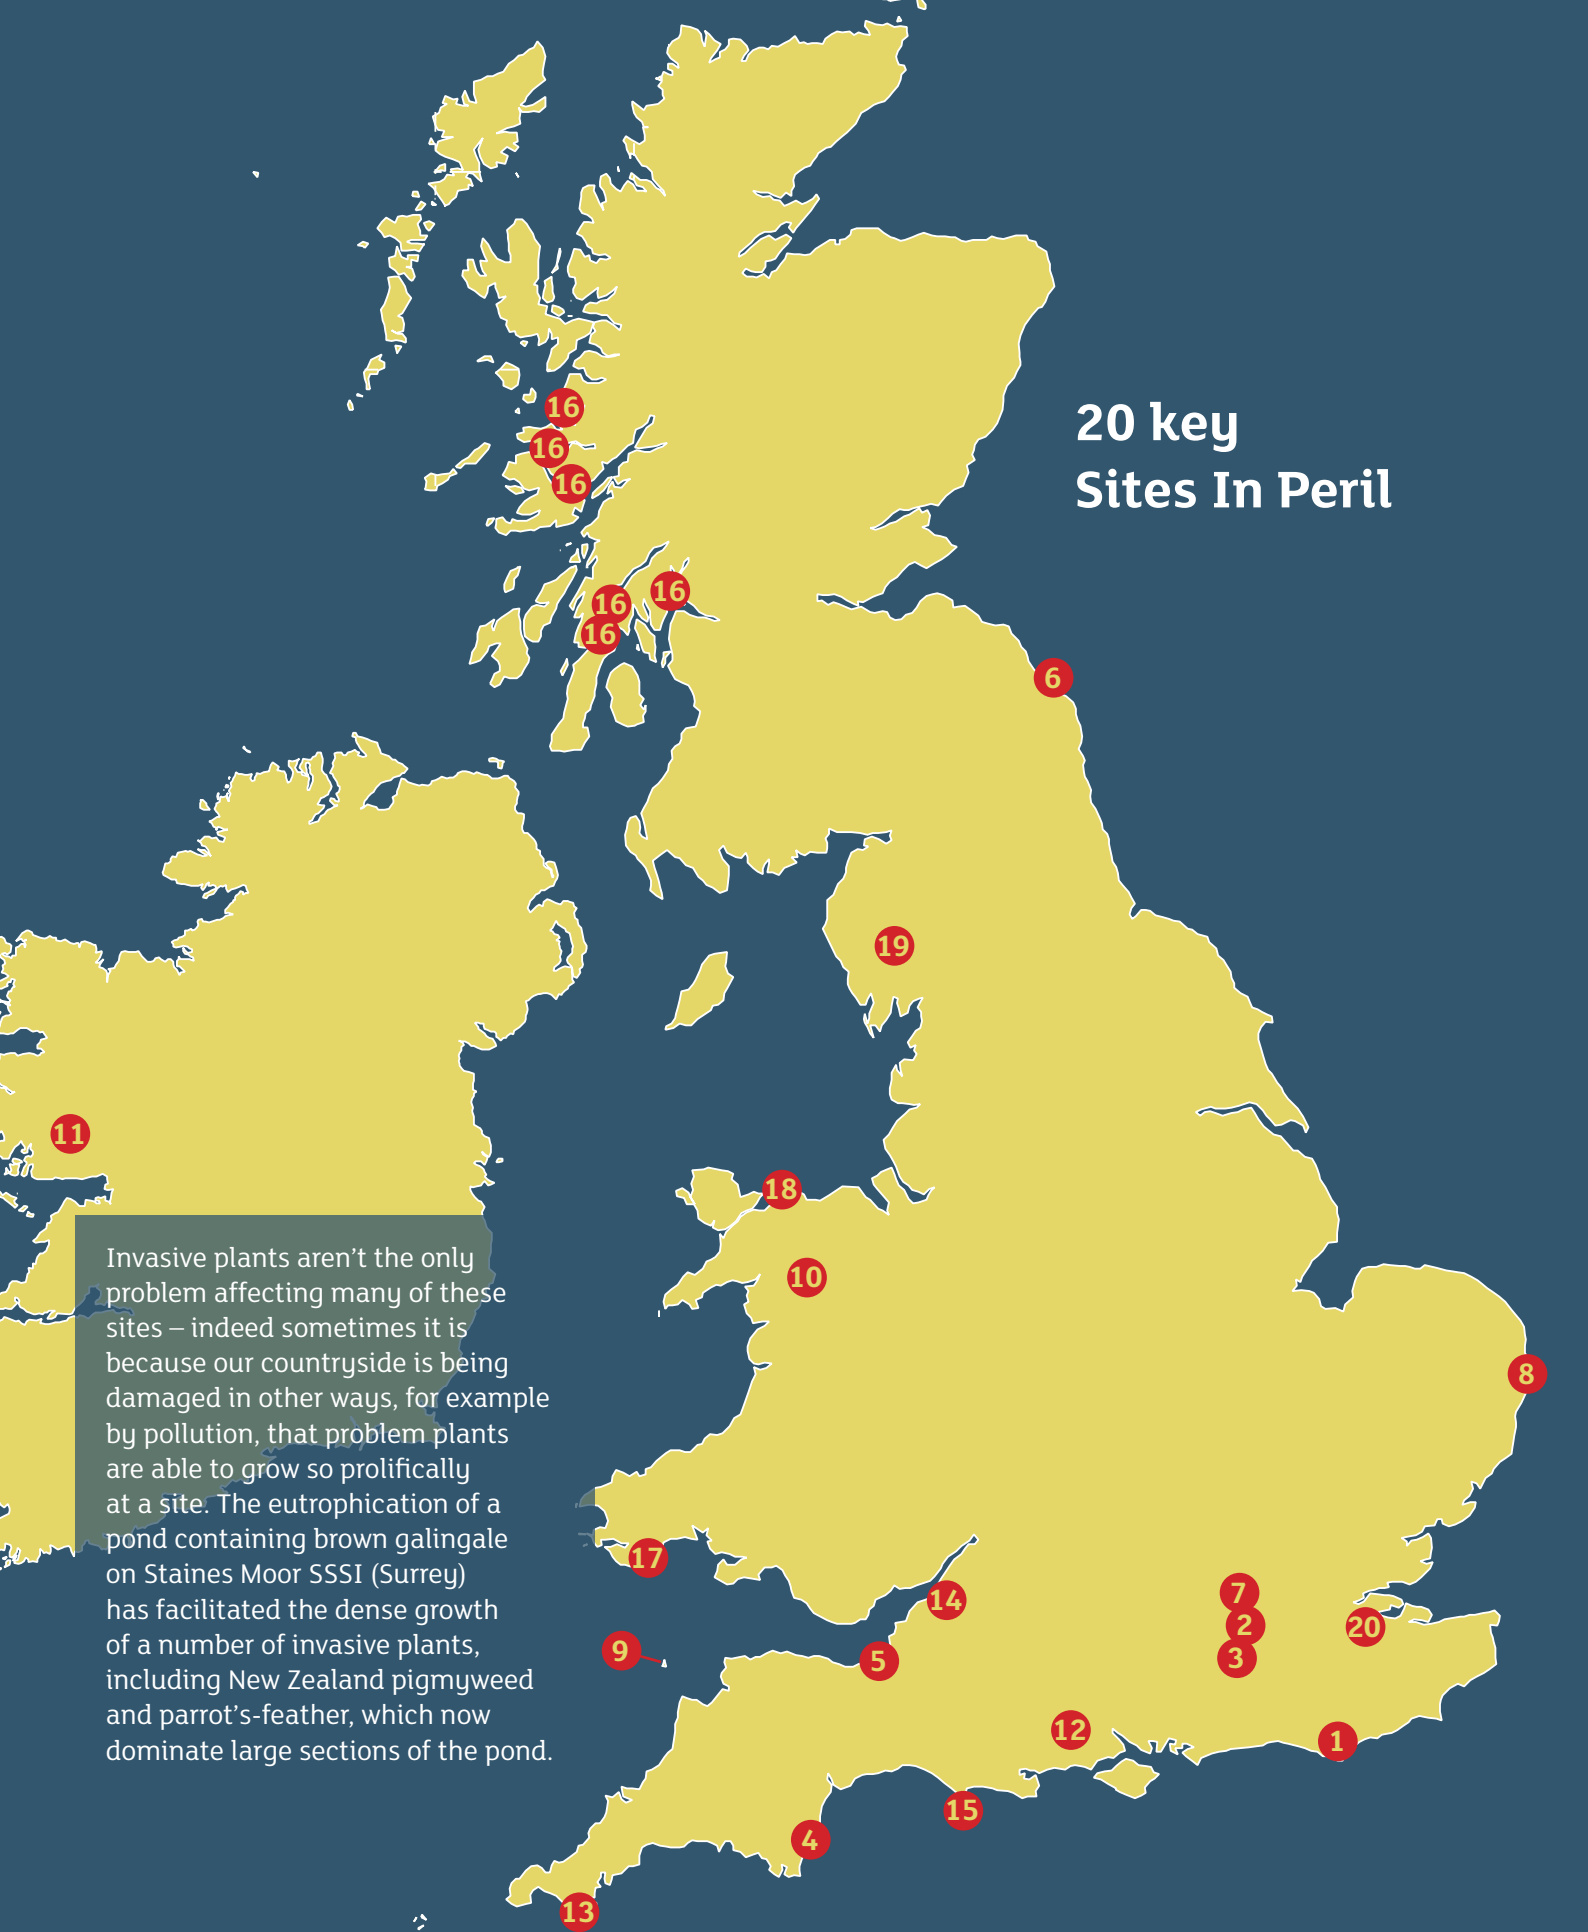 16
16
16
20 key
Sites In Peril
16
16
16
6
19
11
18
10
Invasive plants aren't the only
problem affecting many of these
sites – indeed sometimes it is
because our countryside is being
damaged in other ways, for example
by pollution, that problem plants
are able to grow so prolifically
at a site. The eutrophication of a
pond containing brown galingale
on Staines Moor SSSI (Surrey)
has facilitated the dense growth
of a number of invasive plants,
including New Zealand pigmyweed
and parrot's-feather, which now
dominate large sections of the pond.
8
17
14
7
2
20
9
5
3
12
1
15
4
13